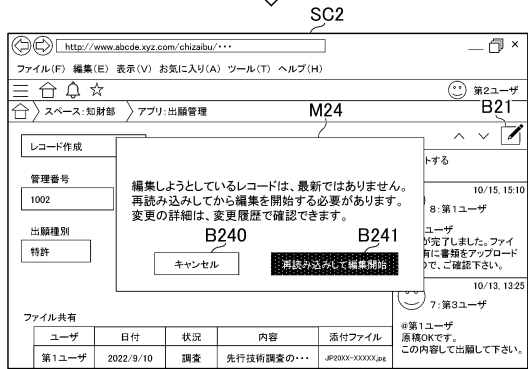 SC2
http://www.abcde.xyz.com/chizaibu/・・・
ファイル(F) 編集(E) 表示(V) お気に入り(A) ツール(T) ヘルプ(H)
第2ユーザ
スペース:知財部 アプリ:出願管理
M24
B21
レコード作成
管理番号
1002
出願種別
特許
編集しようとしているレコードは、最新ではありません。
再読み込みしてから編集を開始する必要があります。
変更の詳細は、変更履歴で確認できます。
B240
B241
キャンセル
再読み込みして編集開始
トする
10/15, 15:10
8:第1ユーザ
ユーザ
が完了しました。ファイ
有に書類をアップロード
ので、ご確認下さい。
10/13, 13:25
7:第3ユーザ
@第1ユーザ
原稿OKです。
この内容して出願して下さい。
ファイル共有
ユーザ 日付 状況 内容 添付ファイル
第1ユーザ 2022/9/10 調査 先行技術調査の・・・ JP20XX-XXXXX.jpg